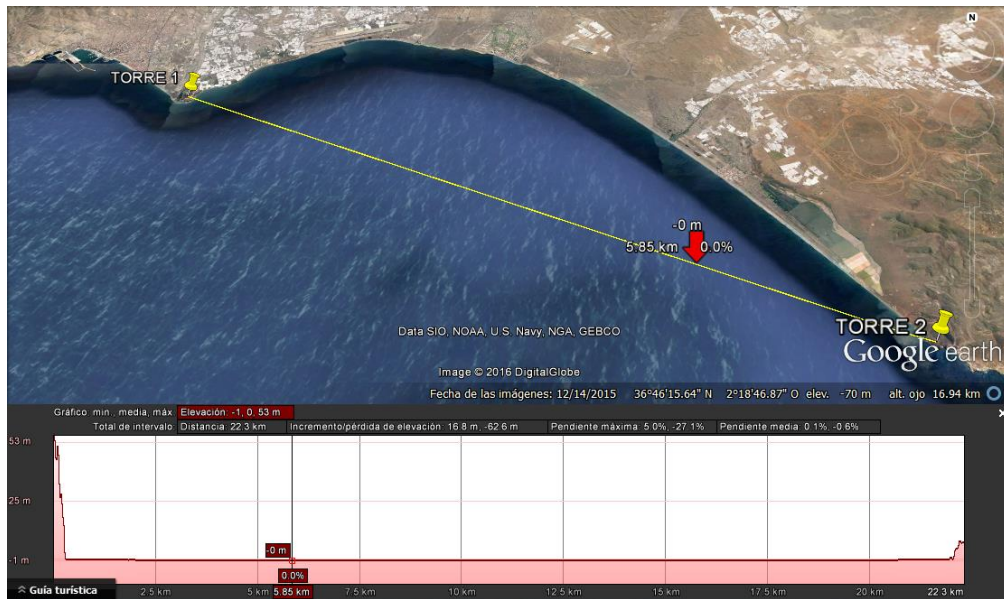 N
TORRE 1
-0 m
5.85 km 0.0%
TORRE 2
Data SIO, NOAA, U.S. Navy, NGA, GEBCO
Google earth
Image © 2016 DigitalGlobe
Fecha de las imágenes: 12/14/2015 36°46'15.64" N 2°18'46.87" O elev. -70 m alt. ojo 16.94 km
Gráfico: mín., media, máx Elevación: -1, 0, 53 m
Total de intervalo Distancia: 22.3 km Incremento/pérdida de elevación: 16.8 m, -62.6 m Pendiente máxima: 5.0%, -27.1% Pendiente media: 0.1%, -0.6%
53 m
25 m
-0 m
-1 m
0.0%
Guía turística 2.5 km 5 km 5.85 km 7.5 km 10 km 12.5 km 15 km 17.5 km 20 km 22.3 km